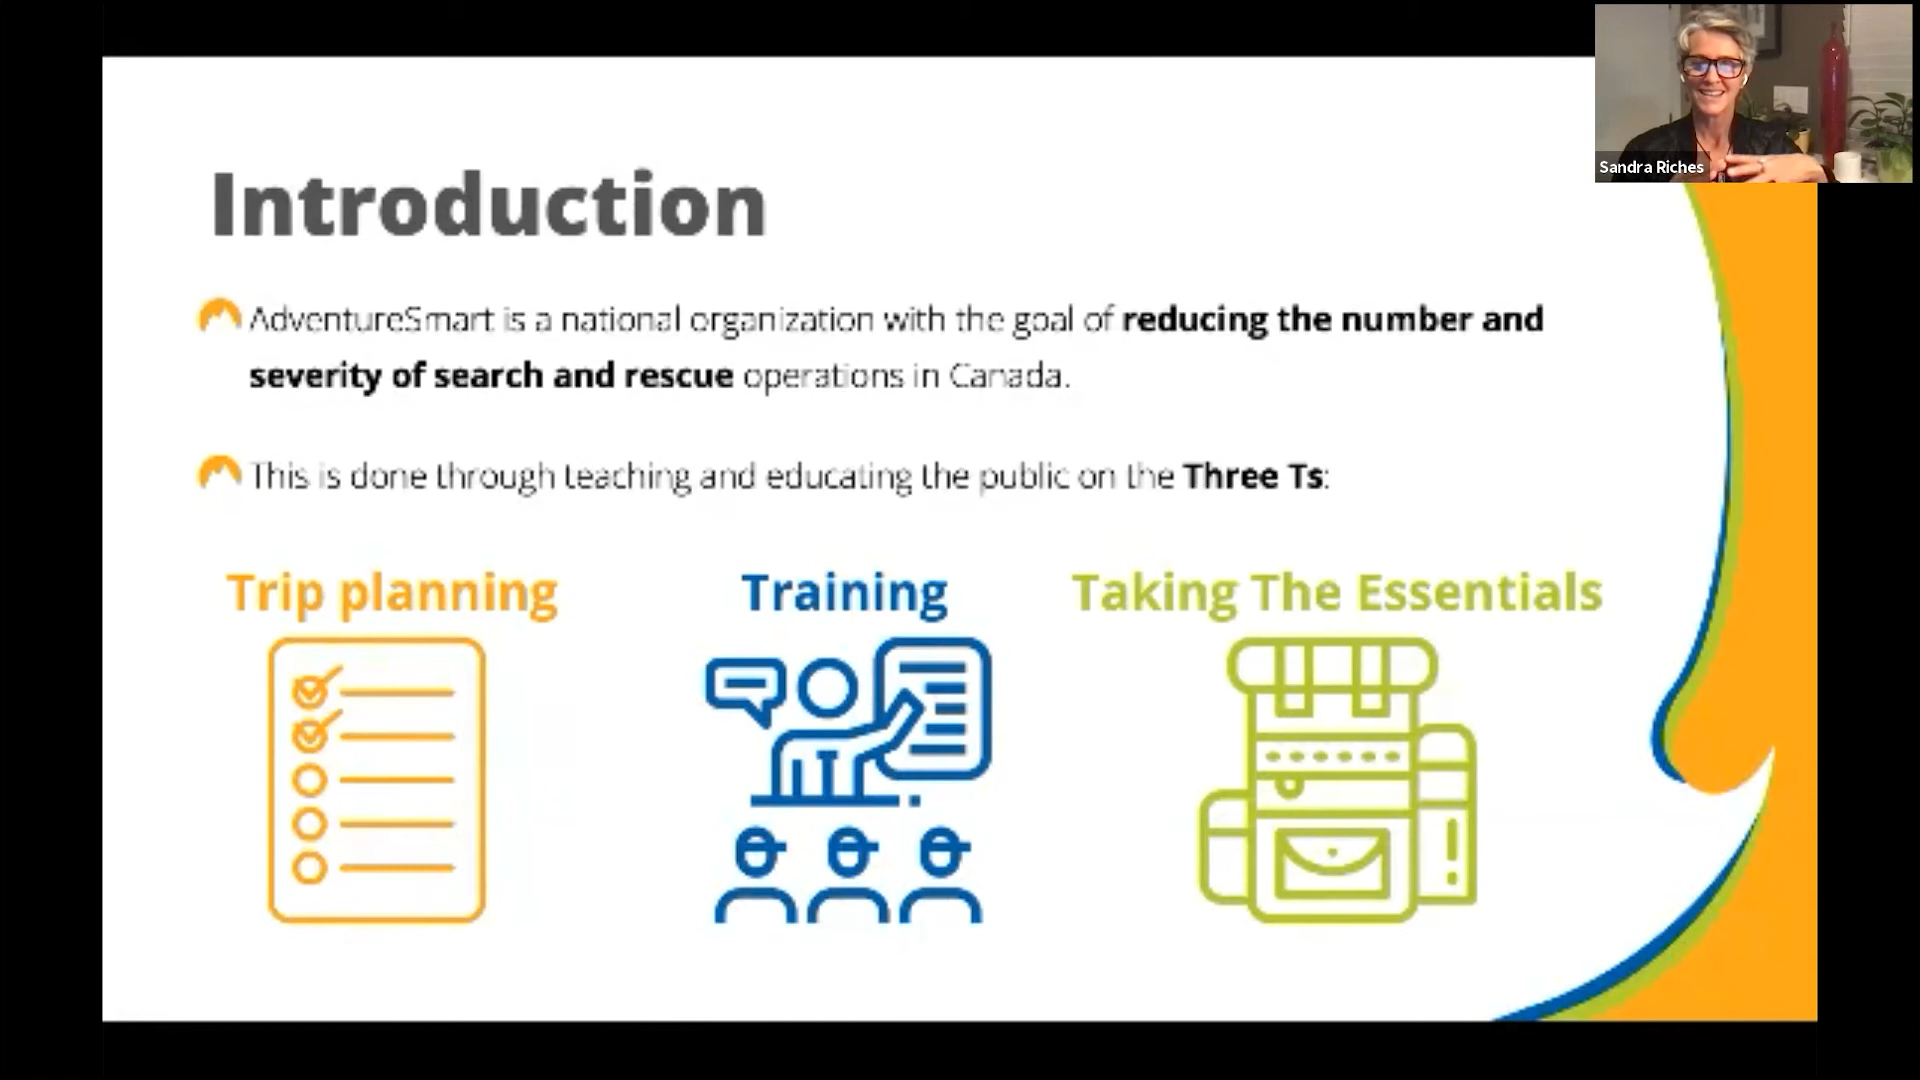 Sandra Riches
Introduction
AdventureSmart is a national organization with the goal of reducing the number and
severity of search and rescue operations in Canada.
This is done through teaching and educating the public on the Three Ts:
Trip planning
Training
Taking The Essentials